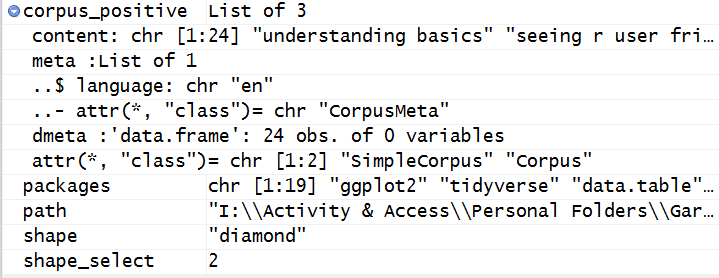 corpus_positive List of 3
content: chr [1:24] "understanding basics" "seeing r user fri…
meta :List of 1
..$ language: chr "en"
..- attr(*, "class")= chr "CorpusMeta"
dmeta :'data.frame': 24 obs. of 0 variables
attr(*, "class")= chr [1:2] "SimpleCorpus" "Corpus"
packages chr [1:19] "ggplot2" "tidyverse" "data.table"…
path "I:\\Activity & Access\\Personal Folders\\Gar…
shape "diamond"
shape_select 2